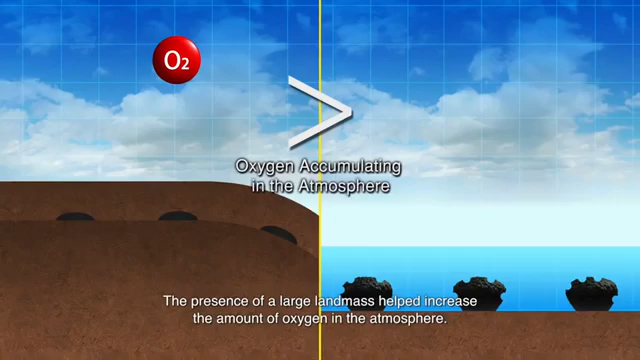 O2
>
Oxygen Accumulating
in the Atmosphere
The presence of a large landmass helped increase
the amount of oxygen in the atmosphere.